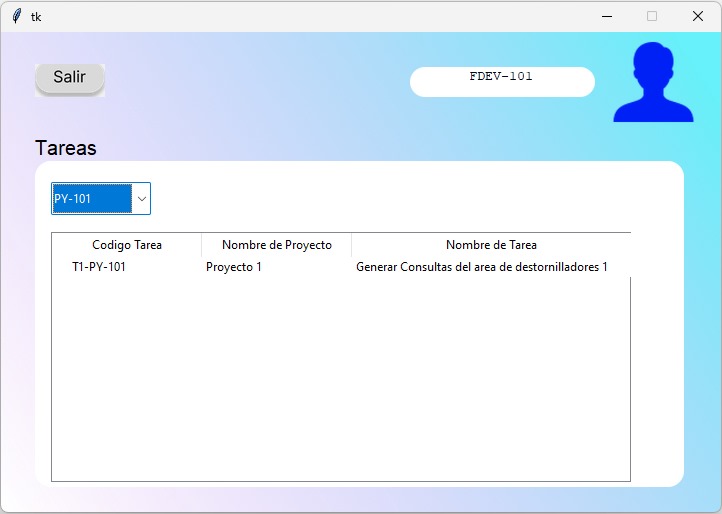 tk
Salir
FDEV-101
Tareas
PY-101
Codigo Tarea Nombre de Proyecto Nombre de Tarea
T1-PY-101 Proyecto 1 Generar Consultas del area de destornilladores 1